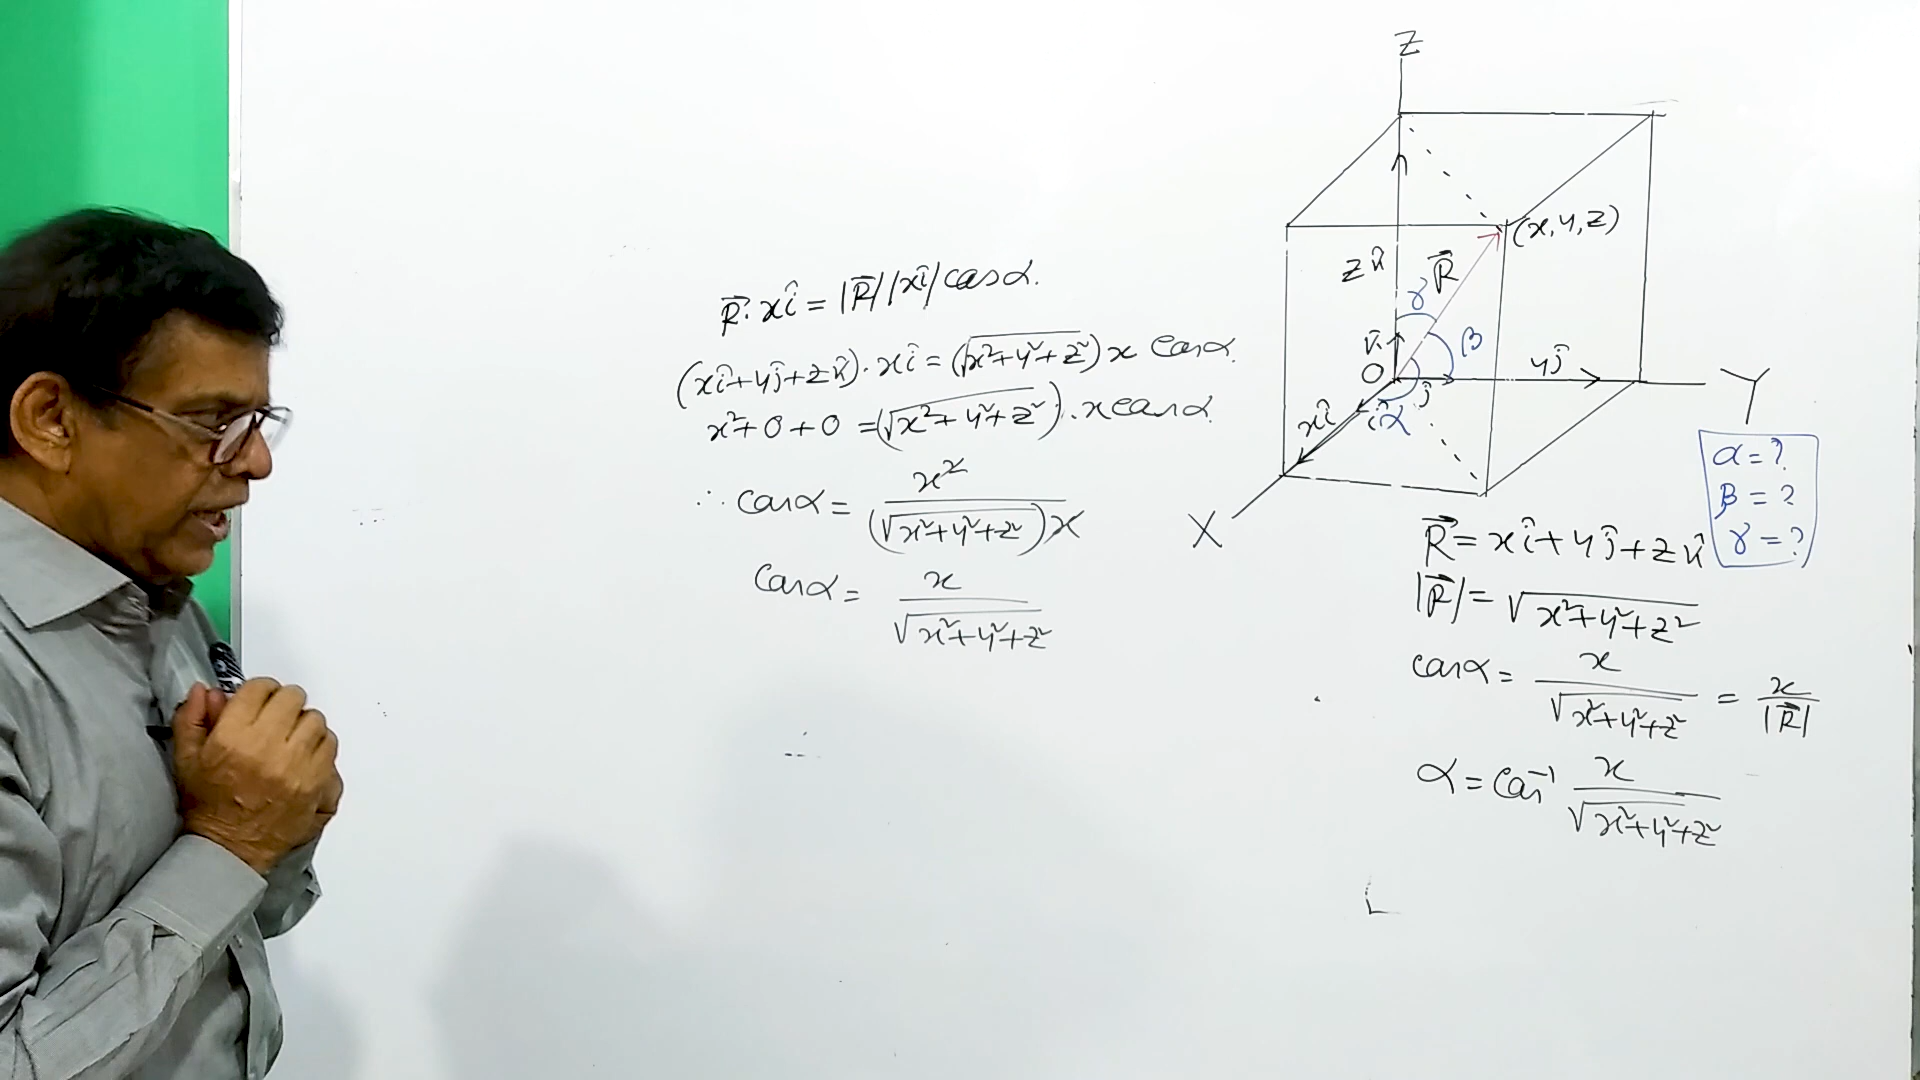 R⃗·xî = |R⃗||xî|cosα.
(xî+yĵ+zk̂)·xî = (√x²+y²+z²)x cosα.
x²+0+0 = (√x²+y²+z²).xcosα
∴ cosα = x²/(√x²+y²+z²)x
cosα = x/√x²+y²+z²
Z
(x,y,z)
zk̂
R⃗
γ
k̂
β
O
yĵ
Y
ĵ
xî
î
α
X
α=?
β=?
γ=?
R⃗=xî+yĵ+zk̂
|R⃗|=√x²+y²+z²
cosα = x/√x²+y²+z² = x/|R⃗|
α=cos⁻¹ x/√x²+y²+z²